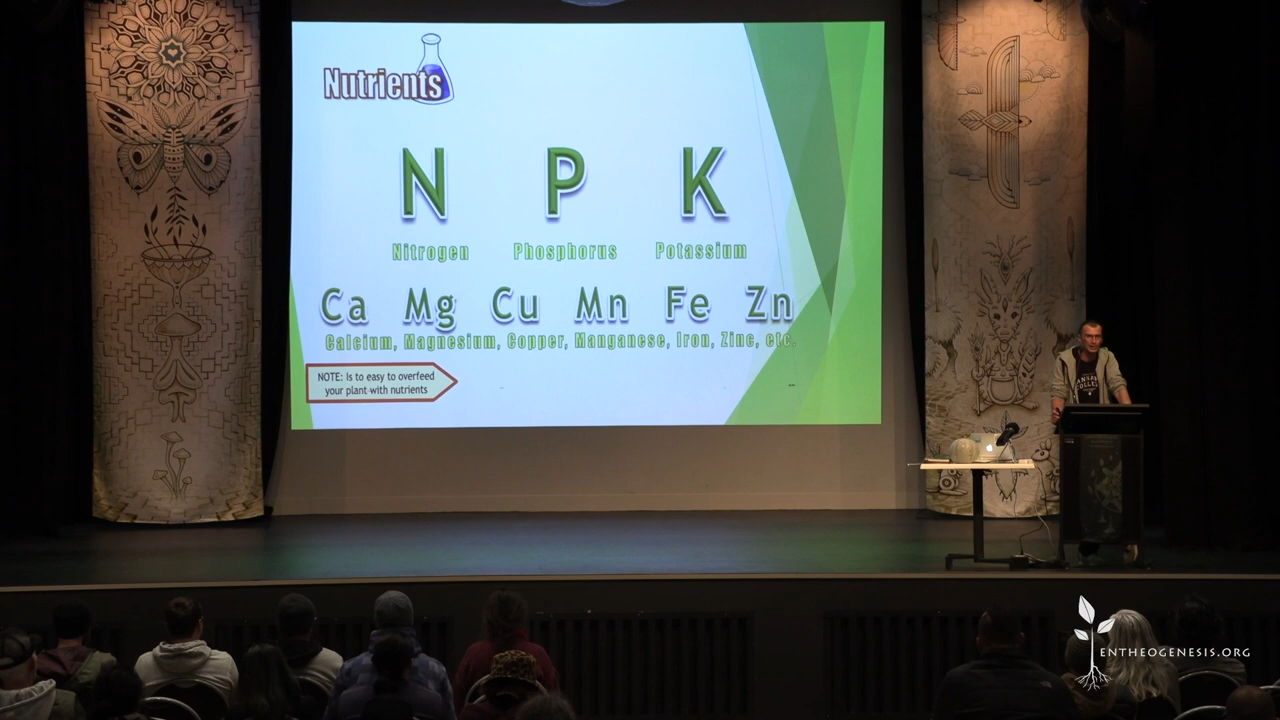 Nutrients
N P K
Nitrogen Phosphorus Potassium
Ca Mg Cu Mn Fe Zn
Calcium, Magnesium, Copper, Manganese, Iron, Zinc, etc.
NOTE: Is to easy to overfeed
your plant with nutrients
ENTHEOGENESIS.ORG